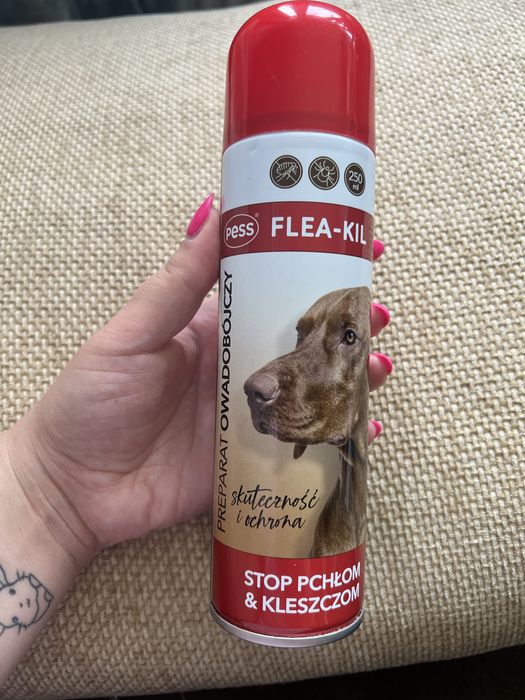 250
ml
Pess®
FLEA-KIL
PREPARAT OWADOBÓJCZY
skuteczność
i ochrona
STOP PCHŁOM
& KLESZCZOM